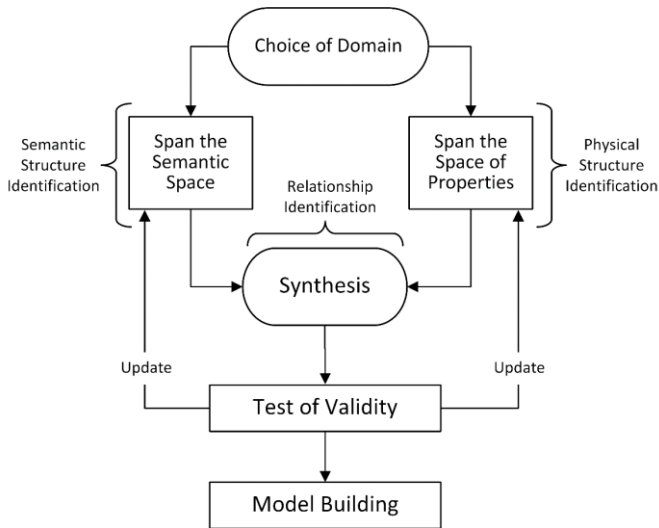 Choice of Domain
Semantic
Structure
Identification
Span the
Semantic
Space
Span the
Space of
Properties
Physical
Structure
Identification
Relationship
Identification
Synthesis
Update
Update
Test of Validity
Model Building